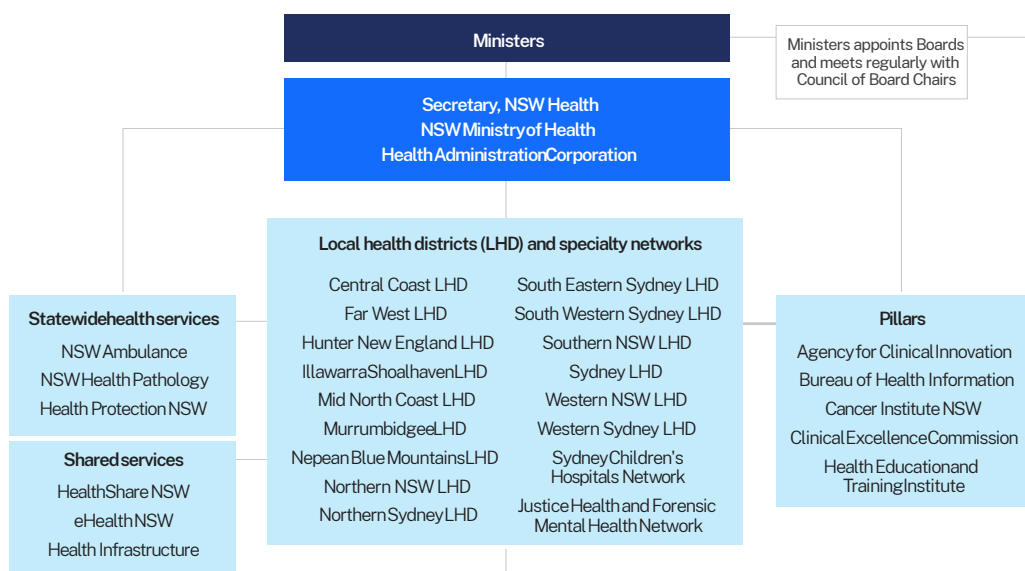 Ministers
Ministers appoints Boards
and meets regularly with
Council of Board Chairs
Secretary, NSW Health
NSW Ministry of Health
Health Administration Corporation
Local health districts (LHD) and specialty networks
Central Coast LHD
Far West LHD
Hunter New England LHD
Illawarra Shoalhaven LHD
Mid North Coast LHD
Murrumbidgee LHD
Nepean Blue Mountains LHD
Northern NSW LHD
Northern Sydney LHD
South Eastern Sydney LHD
South Western Sydney LHD
Southern NSW LHD
Sydney LHD
Western NSW LHD
Western Sydney LHD
Sydney Children's
Hospitals Network
Justice Health and Forensic
Mental Health Network
Statewide health services
NSW Ambulance
NSW Health Pathology
Health Protection NSW
Shared services
HealthShare NSW
eHealth NSW
Health Infrastructure
Pillars
Agency for Clinical Innovation
Bureau of Health Information
Cancer Institute NSW
Clinical Excellence Commission
Health Education and
Training Institute